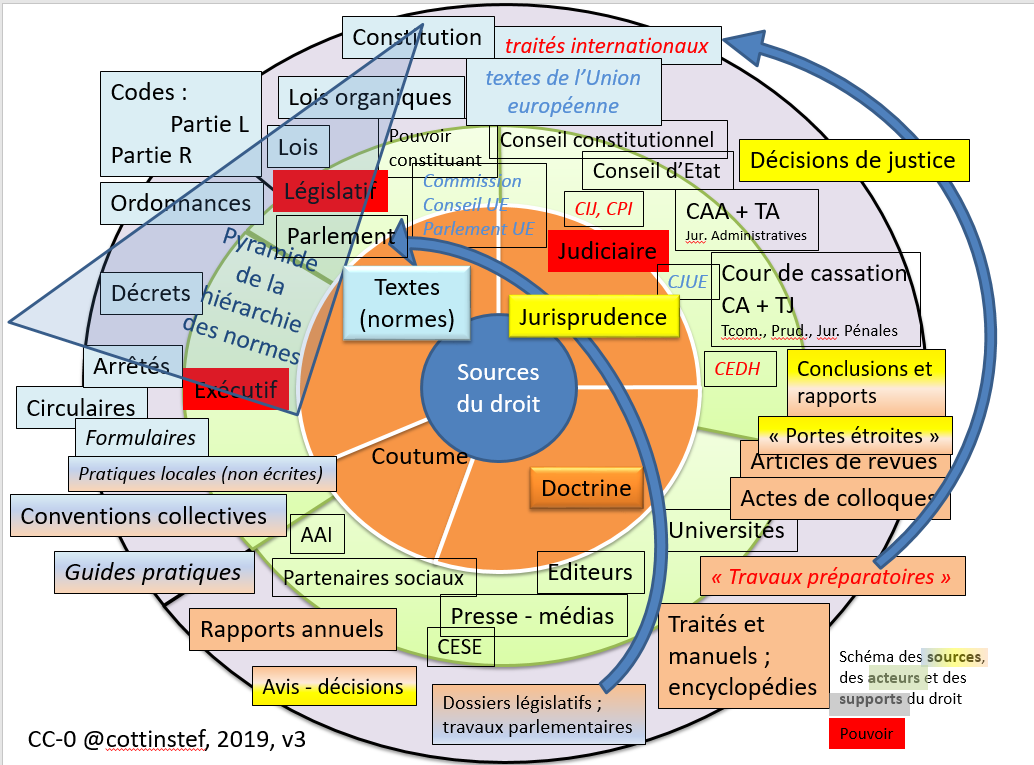 Constitution
traités internationaux
textes de l’Union
européenne
Codes :
Partie L
Partie R
Lois organiques
Lois
Pouvoir
constituant
Conseil constitutionnel
Décisions de justice
Conseil d’Etat
Législatif
Commission
Conseil UE
Parlement UE
Ordonnances
CIJ, CPI
CAA + TA
Jur. Administratives
Parlement
Judiciaire
Pyramide
de la
hiérarchie
des normes
Décrets
Textes
(normes)
CJUE
Cour de cassation
CA + TJ
Tcom., Prud., Jur. Pénales
Jurisprudence
Arrêtés
Exécutif
Sources
du droit
CEDH
Conclusions et
rapports
Circulaires
Formulaires
« Portes étroites »
Coutume
Articles de revues
Pratiques locales (non écrites)
Doctrine
Actes de colloques
Conventions collectives
AAI
Universités
Guides pratiques
Partenaires sociaux
Editeurs
« Travaux préparatoires »
Rapports annuels
Presse - médias
CESE
Traités et
manuels ;
encyclopédies
Avis - décisions
Dossiers législatifs ;
travaux parlementaires
Schéma des sources,
des acteurs et des
supports du droit
Pouvoir
CC-0 @cottinstef, 2019, v3